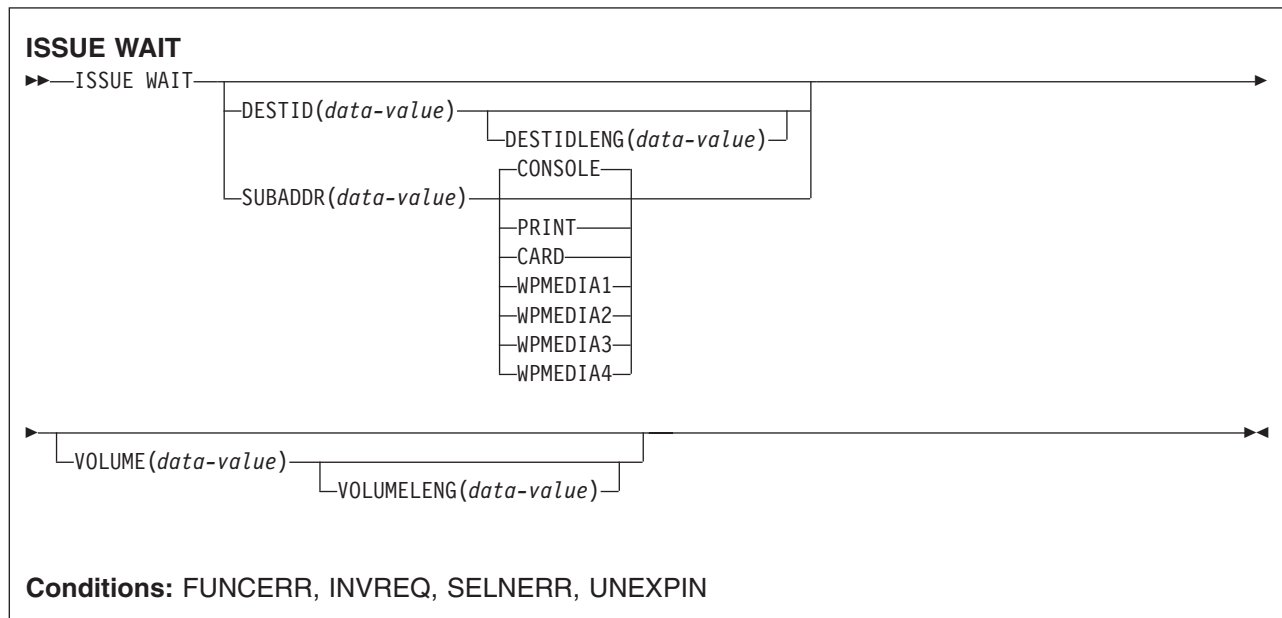 ISSUE WAIT
ISSUE WAIT
DESTID(data-value)
DESTIDLENG(data-value)
CONSOLE
SUBADDR(data-value)
PRINT
CARD
WPMEDIA1
WPMEDIA2
WPMEDIA3
WPMEDIA4
VOLUME(data-value)
VOLUMELENG(data-value)
Conditions: FUNCERR, INVREQ, SELNERR, UNEXPIN